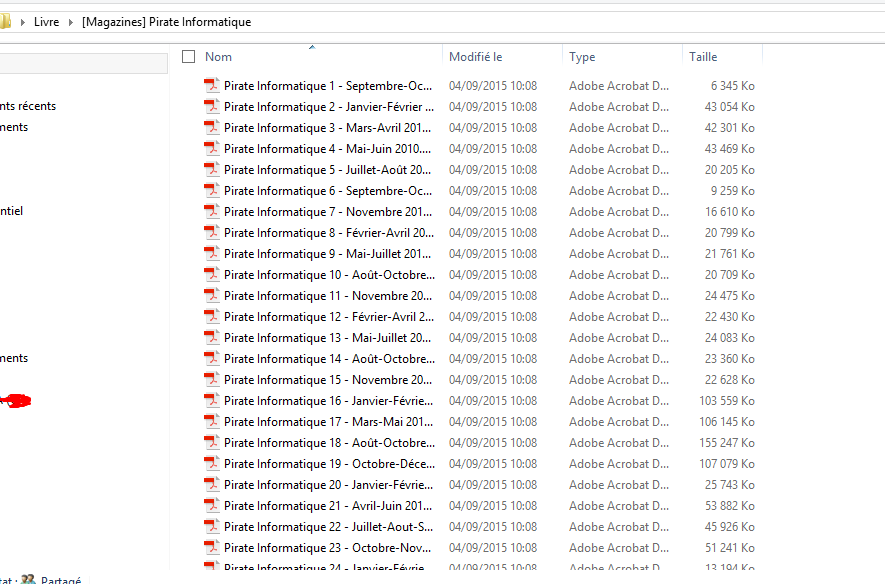 Livre [Magazines] Pirate Informatique
Nom Modifié le Type Taille
Pirate Informatique 1 - Septembre-Oc... 04/09/2015 10:08 Adobe Acrobat D... 6 345 Ko
nts récents Pirate Informatique 2 - Janvier-Février ... 04/09/2015 10:08 Adobe Acrobat D... 43 054 Ko
ments Pirate Informatique 3 - Mars-Avril 201... 04/09/2015 10:08 Adobe Acrobat D... 42 301 Ko
Pirate Informatique 4 - Mai-Juin 2010.... 04/09/2015 10:08 Adobe Acrobat D... 43 469 Ko
Pirate Informatique 5 - Juillet-Août 20... 04/09/2015 10:08 Adobe Acrobat D... 20 205 Ko
Pirate Informatique 6 - Septembre-Oc... 04/09/2015 10:08 Adobe Acrobat D... 9 259 Ko
ntiel Pirate Informatique 7 - Novembre 201... 04/09/2015 10:08 Adobe Acrobat D... 16 610 Ko
Pirate Informatique 8 - Février-Avril 20... 04/09/2015 10:08 Adobe Acrobat D... 20 799 Ko
Pirate Informatique 9 - Mai-Juillet 201... 04/09/2015 10:08 Adobe Acrobat D... 21 761 Ko
Pirate Informatique 10 - Août-Octobre... 04/09/2015 10:08 Adobe Acrobat D... 20 709 Ko
Pirate Informatique 11 - Novembre 20... 04/09/2015 10:08 Adobe Acrobat D... 24 475 Ko
Pirate Informatique 12 - Février-Avril 2... 04/09/2015 10:08 Adobe Acrobat D... 22 430 Ko
Pirate Informatique 13 - Mai-Juillet 20... 04/09/2015 10:08 Adobe Acrobat D... 24 083 Ko
ments Pirate Informatique 14 - Août-Octobre... 04/09/2015 10:08 Adobe Acrobat D... 23 360 Ko
Pirate Informatique 15 - Novembre 20... 04/09/2015 10:08 Adobe Acrobat D... 22 628 Ko
Pirate Informatique 16 - Janvier-Févrie... 04/09/2015 10:08 Adobe Acrobat D... 103 559 Ko
Pirate Informatique 17 - Mars-Mai 201... 04/09/2015 10:08 Adobe Acrobat D... 106 145 Ko
Pirate Informatique 18 - Août-Octobre... 04/09/2015 10:08 Adobe Acrobat D... 155 247 Ko
Pirate Informatique 19 - Octobre-Déce... 04/09/2015 10:08 Adobe Acrobat D... 107 079 Ko
Pirate Informatique 20 - Janvier-Févrie... 04/09/2015 10:08 Adobe Acrobat D... 25 743 Ko
Pirate Informatique 21 - Avril-Juin 201... 04/09/2015 10:08 Adobe Acrobat D... 53 882 Ko
Pirate Informatique 22 - Juillet-Aout-S... 04/09/2015 10:08 Adobe Acrobat D... 45 926 Ko
Pirate Informatique 23 - Octobre-Nov... 04/09/2015 10:08 Adobe Acrobat D... 51 241 Ko
Pirate Informatique 24 - Janvier-Févrie... 04/09/2015 10:08 Adobe Acrobat D... 13 194 Ko
tat : Partagé